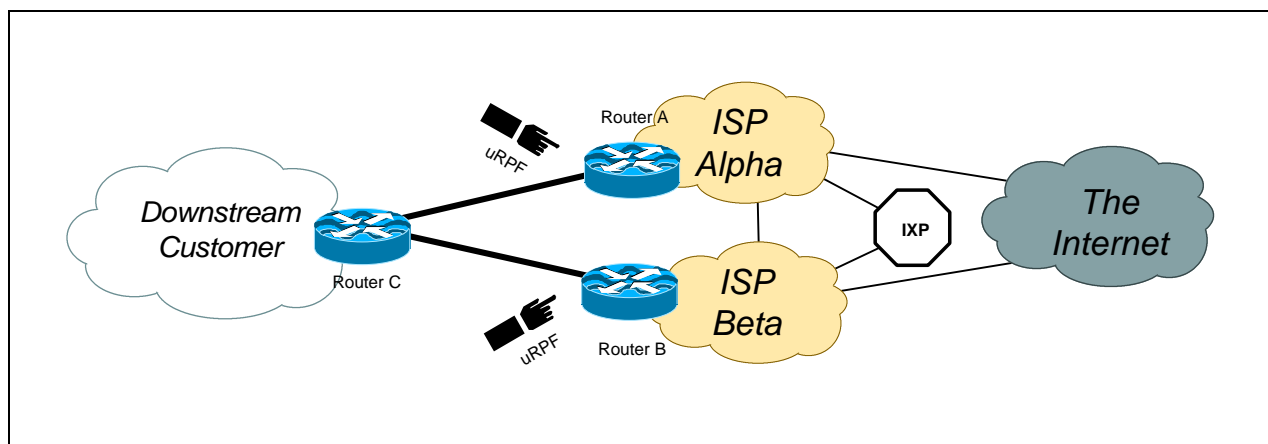 Router A
ISP
Alpha
uRPF
Downstream
Customer
Router C
IXP
The
Internet
ISP
Beta
uRPF
Router B